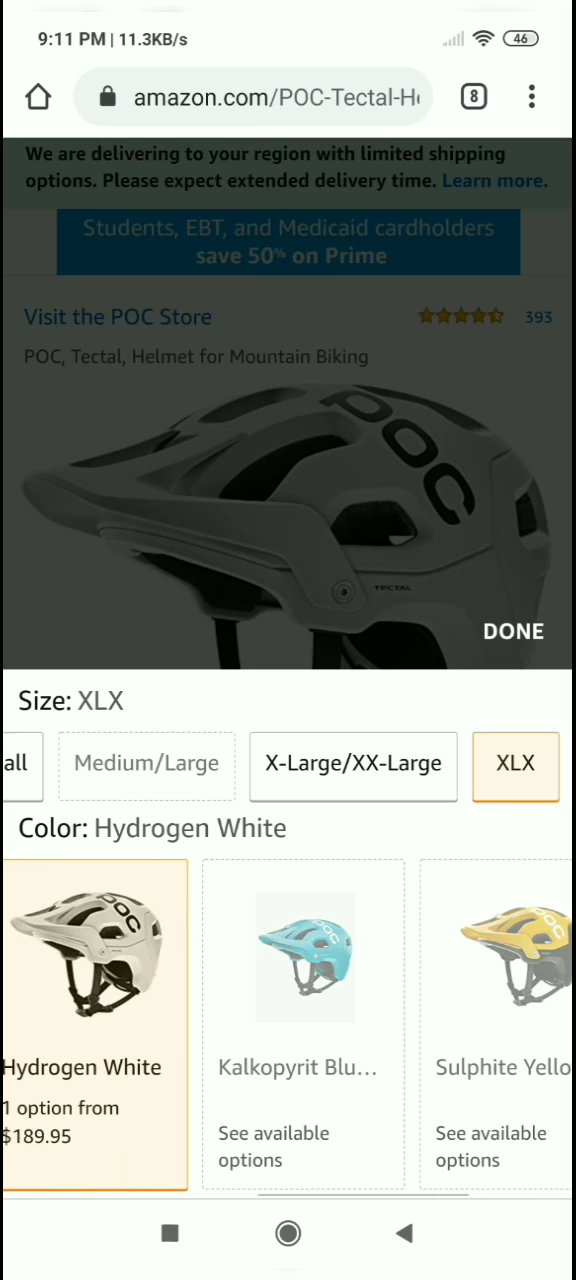 9:11 PM | 11.3KB/s
46
amazon.com/POC-Tectal-H
8
We are delivering to your region with limited shipping
options. Please expect extended delivery time. Learn more.
Students, EBT, and Medicaid cardholders
save 50% on Prime
Visit the POC Store
393
POC, Tectal, Helmet for Mountain Biking
POC
TECTAL
DONE
Size: XLX
all
Medium/Large
X-Large/XX-Large
XLX
Color: Hydrogen White
POC
POC
POC
Hydrogen White
Kalkopyrit Blu...
Sulphite Yello
1 option from
$189.95
See available
options
See available
options